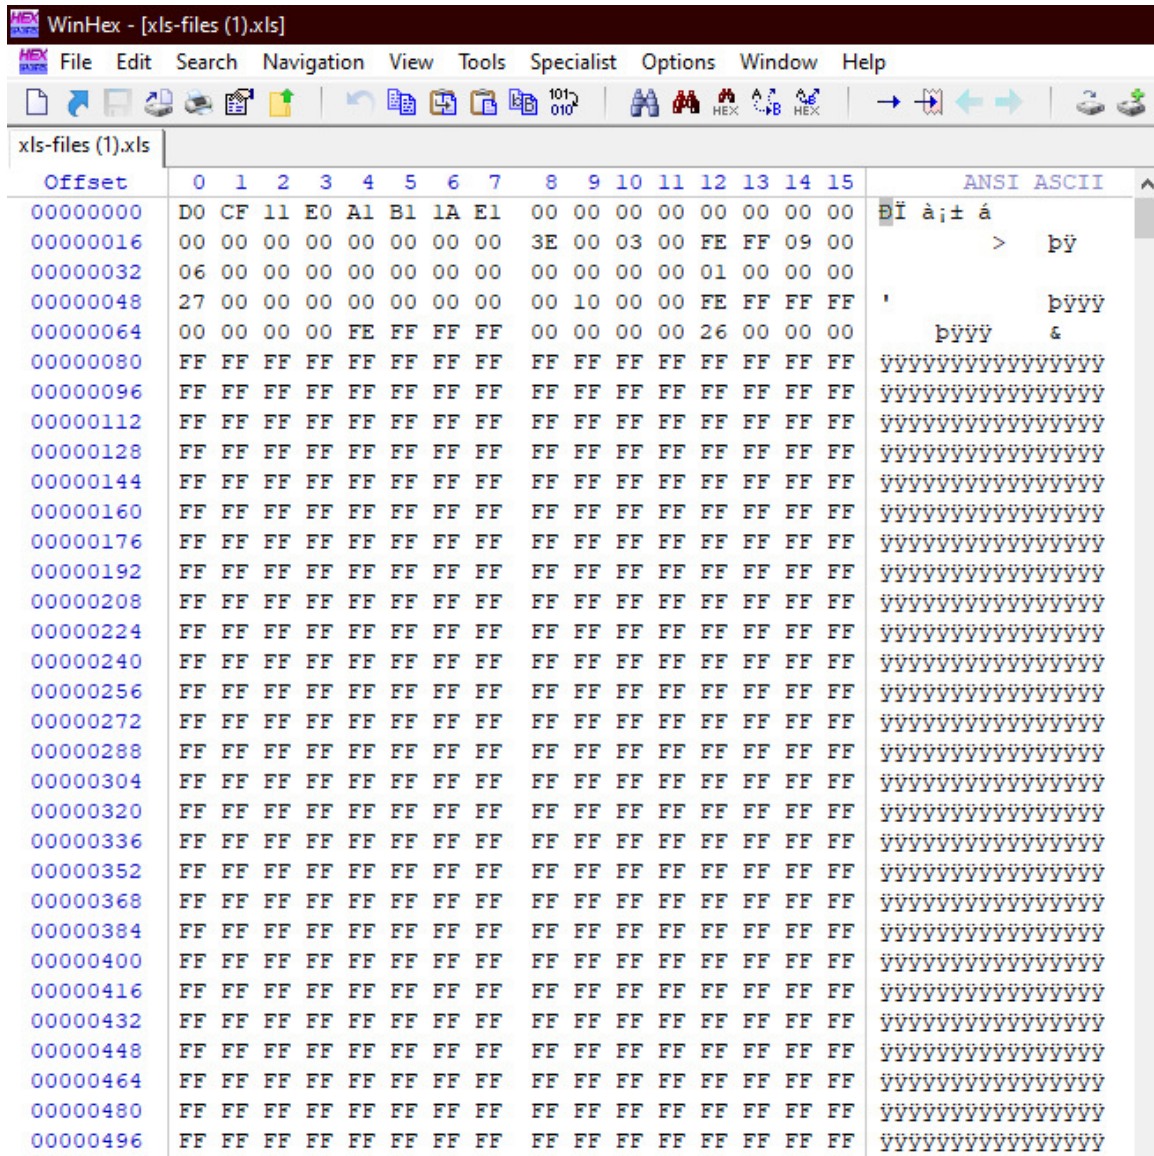 WinHex - [xls-files (1).xls]
File Edit Search Navigation View Tools Specialist Options Window Help
xls-files (1).xls
Offset 0 1 2 3 4 5 6 7 8 9 10 11 12 13 14 15 ANSI ASCII
00000000 D0 CF 11 E0 A1 B1 1A E1 00 00 00 00 00 00 00 00 ÐÏ à¡± á
00000016 00 00 00 00 00 00 00 00 3E 00 03 00 FE FF 09 00 > þÿ
00000032 06 00 00 00 00 00 00 00 00 00 00 00 01 00 00 00
00000048 27 00 00 00 00 00 00 00 00 10 00 00 FE FF FF FF ' þÿÿÿ
00000064 00 00 00 00 FE FF FF FF 00 00 00 00 26 00 00 00 þÿÿÿ &
00000080 FF FF FF FF FF FF FF FF FF FF FF FF FF FF FF FF ÿÿÿÿÿÿÿÿÿÿÿÿÿÿÿÿ
00000096 FF FF FF FF FF FF FF FF FF FF FF FF FF FF FF FF ÿÿÿÿÿÿÿÿÿÿÿÿÿÿÿÿ
00000112 FF FF FF FF FF FF FF FF FF FF FF FF FF FF FF FF ÿÿÿÿÿÿÿÿÿÿÿÿÿÿÿÿ
00000128 FF FF FF FF FF FF FF FF FF FF FF FF FF FF FF FF ÿÿÿÿÿÿÿÿÿÿÿÿÿÿÿÿ
00000144 FF FF FF FF FF FF FF FF FF FF FF FF FF FF FF FF ÿÿÿÿÿÿÿÿÿÿÿÿÿÿÿÿ
00000160 FF FF FF FF FF FF FF FF FF FF FF FF FF FF FF FF ÿÿÿÿÿÿÿÿÿÿÿÿÿÿÿÿ
00000176 FF FF FF FF FF FF FF FF FF FF FF FF FF FF FF FF ÿÿÿÿÿÿÿÿÿÿÿÿÿÿÿÿ
00000192 FF FF FF FF FF FF FF FF FF FF FF FF FF FF FF FF ÿÿÿÿÿÿÿÿÿÿÿÿÿÿÿÿ
00000208 FF FF FF FF FF FF FF FF FF FF FF FF FF FF FF FF ÿÿÿÿÿÿÿÿÿÿÿÿÿÿÿÿ
00000224 FF FF FF FF FF FF FF FF FF FF FF FF FF FF FF FF ÿÿÿÿÿÿÿÿÿÿÿÿÿÿÿÿ
00000240 FF FF FF FF FF FF FF FF FF FF FF FF FF FF FF FF ÿÿÿÿÿÿÿÿÿÿÿÿÿÿÿÿ
00000256 FF FF FF FF FF FF FF FF FF FF FF FF FF FF FF FF ÿÿÿÿÿÿÿÿÿÿÿÿÿÿÿÿ
00000272 FF FF FF FF FF FF FF FF FF FF FF FF FF FF FF FF ÿÿÿÿÿÿÿÿÿÿÿÿÿÿÿÿ
00000288 FF FF FF FF FF FF FF FF FF FF FF FF FF FF FF FF ÿÿÿÿÿÿÿÿÿÿÿÿÿÿÿÿ
00000304 FF FF FF FF FF FF FF FF FF FF FF FF FF FF FF FF ÿÿÿÿÿÿÿÿÿÿÿÿÿÿÿÿ
00000320 FF FF FF FF FF FF FF FF FF FF FF FF FF FF FF FF ÿÿÿÿÿÿÿÿÿÿÿÿÿÿÿÿ
00000336 FF FF FF FF FF FF FF FF FF FF FF FF FF FF FF FF ÿÿÿÿÿÿÿÿÿÿÿÿÿÿÿÿ
00000352 FF FF FF FF FF FF FF FF FF FF FF FF FF FF FF FF ÿÿÿÿÿÿÿÿÿÿÿÿÿÿÿÿ
00000368 FF FF FF FF FF FF FF FF FF FF FF FF FF FF FF FF ÿÿÿÿÿÿÿÿÿÿÿÿÿÿÿÿ
00000384 FF FF FF FF FF FF FF FF FF FF FF FF FF FF FF FF ÿÿÿÿÿÿÿÿÿÿÿÿÿÿÿÿ
00000400 FF FF FF FF FF FF FF FF FF FF FF FF FF FF FF FF ÿÿÿÿÿÿÿÿÿÿÿÿÿÿÿÿ
00000416 FF FF FF FF FF FF FF FF FF FF FF FF FF FF FF FF ÿÿÿÿÿÿÿÿÿÿÿÿÿÿÿÿ
00000432 FF FF FF FF FF FF FF FF FF FF FF FF FF FF FF FF ÿÿÿÿÿÿÿÿÿÿÿÿÿÿÿÿ
00000448 FF FF FF FF FF FF FF FF FF FF FF FF FF FF FF FF ÿÿÿÿÿÿÿÿÿÿÿÿÿÿÿÿ
00000464 FF FF FF FF FF FF FF FF FF FF FF FF FF FF FF FF ÿÿÿÿÿÿÿÿÿÿÿÿÿÿÿÿ
00000480 FF FF FF FF FF FF FF FF FF FF FF FF FF FF FF FF ÿÿÿÿÿÿÿÿÿÿÿÿÿÿÿÿ
00000496 FF FF FF FF FF FF FF FF FF FF FF FF FF FF FF FF ÿÿÿÿÿÿÿÿÿÿÿÿÿÿÿÿ